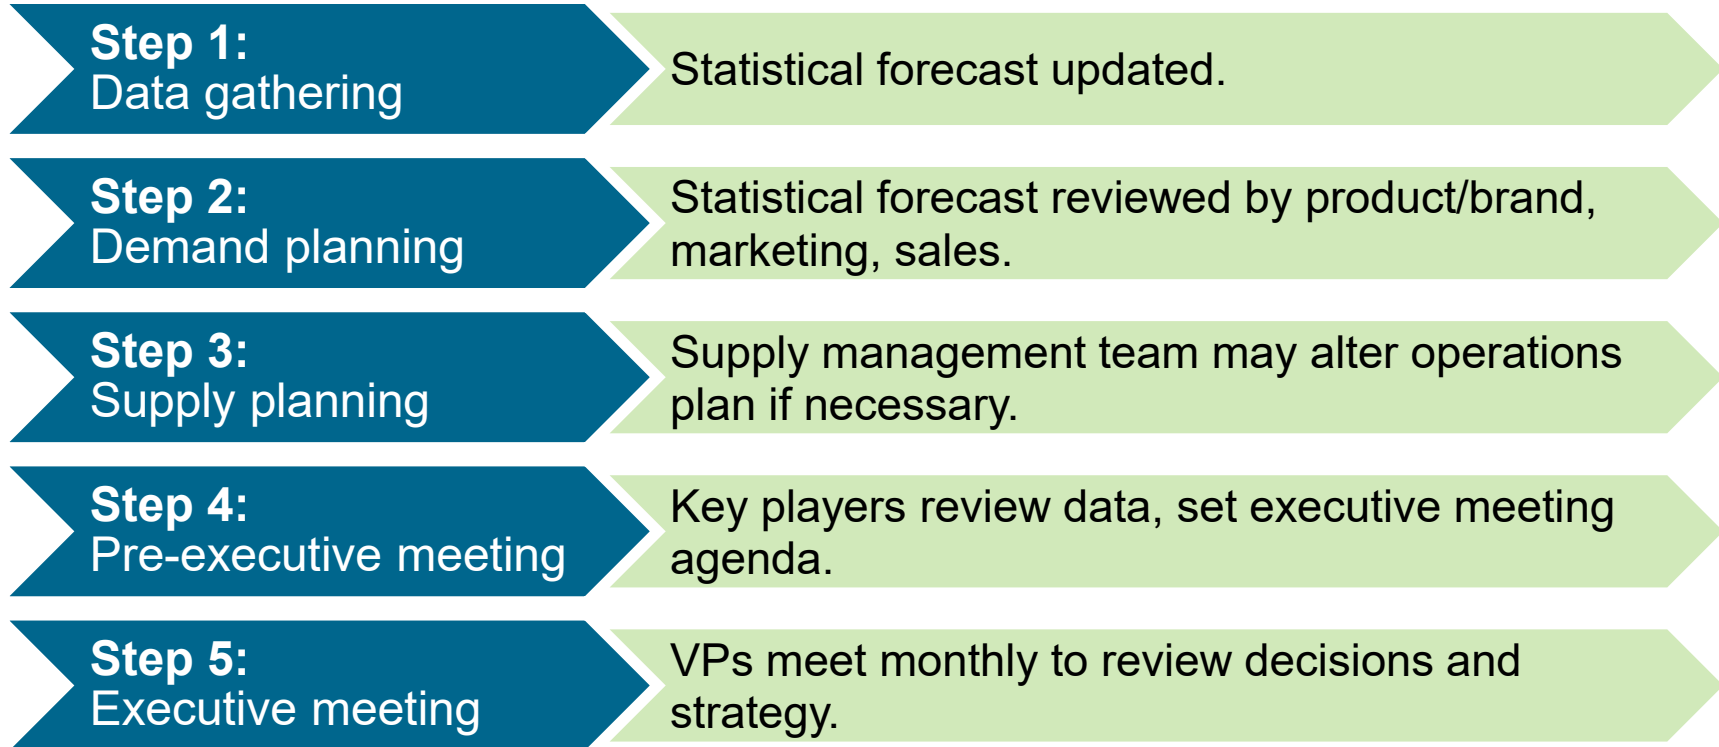 Step 1:
Data gathering
Statistical forecast updated.
Step 2:
Demand planning
Statistical forecast reviewed by product/brand,
marketing, sales.
Step 3:
Supply planning
Supply management team may alter operations
plan if necessary.
Step 4:
Pre-executive meeting
Key players review data, set executive meeting
agenda.
Step 5:
Executive meeting
VPs meet monthly to review decisions and
strategy.